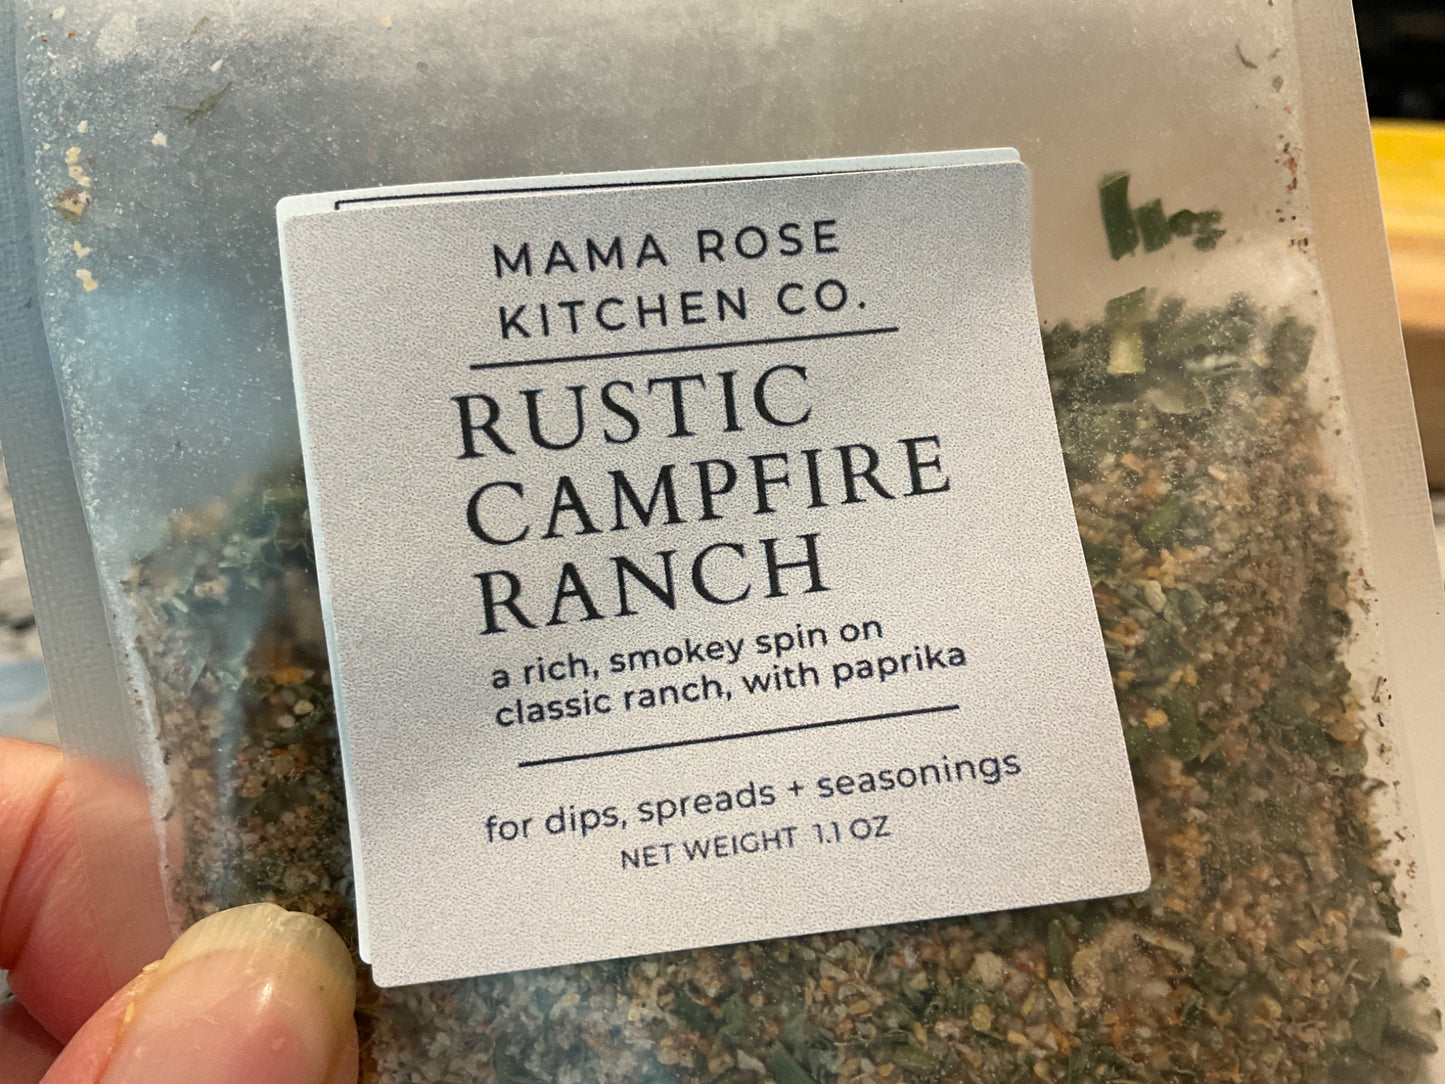 MAMA ROSE
KITCHEN CO.
RUSTIC
CAMPFIRE
RANCH
a rich, smokey spin on
classic ranch, with paprika
for dips, spreads + seasonings
NET WEIGHT 1.1 OZ